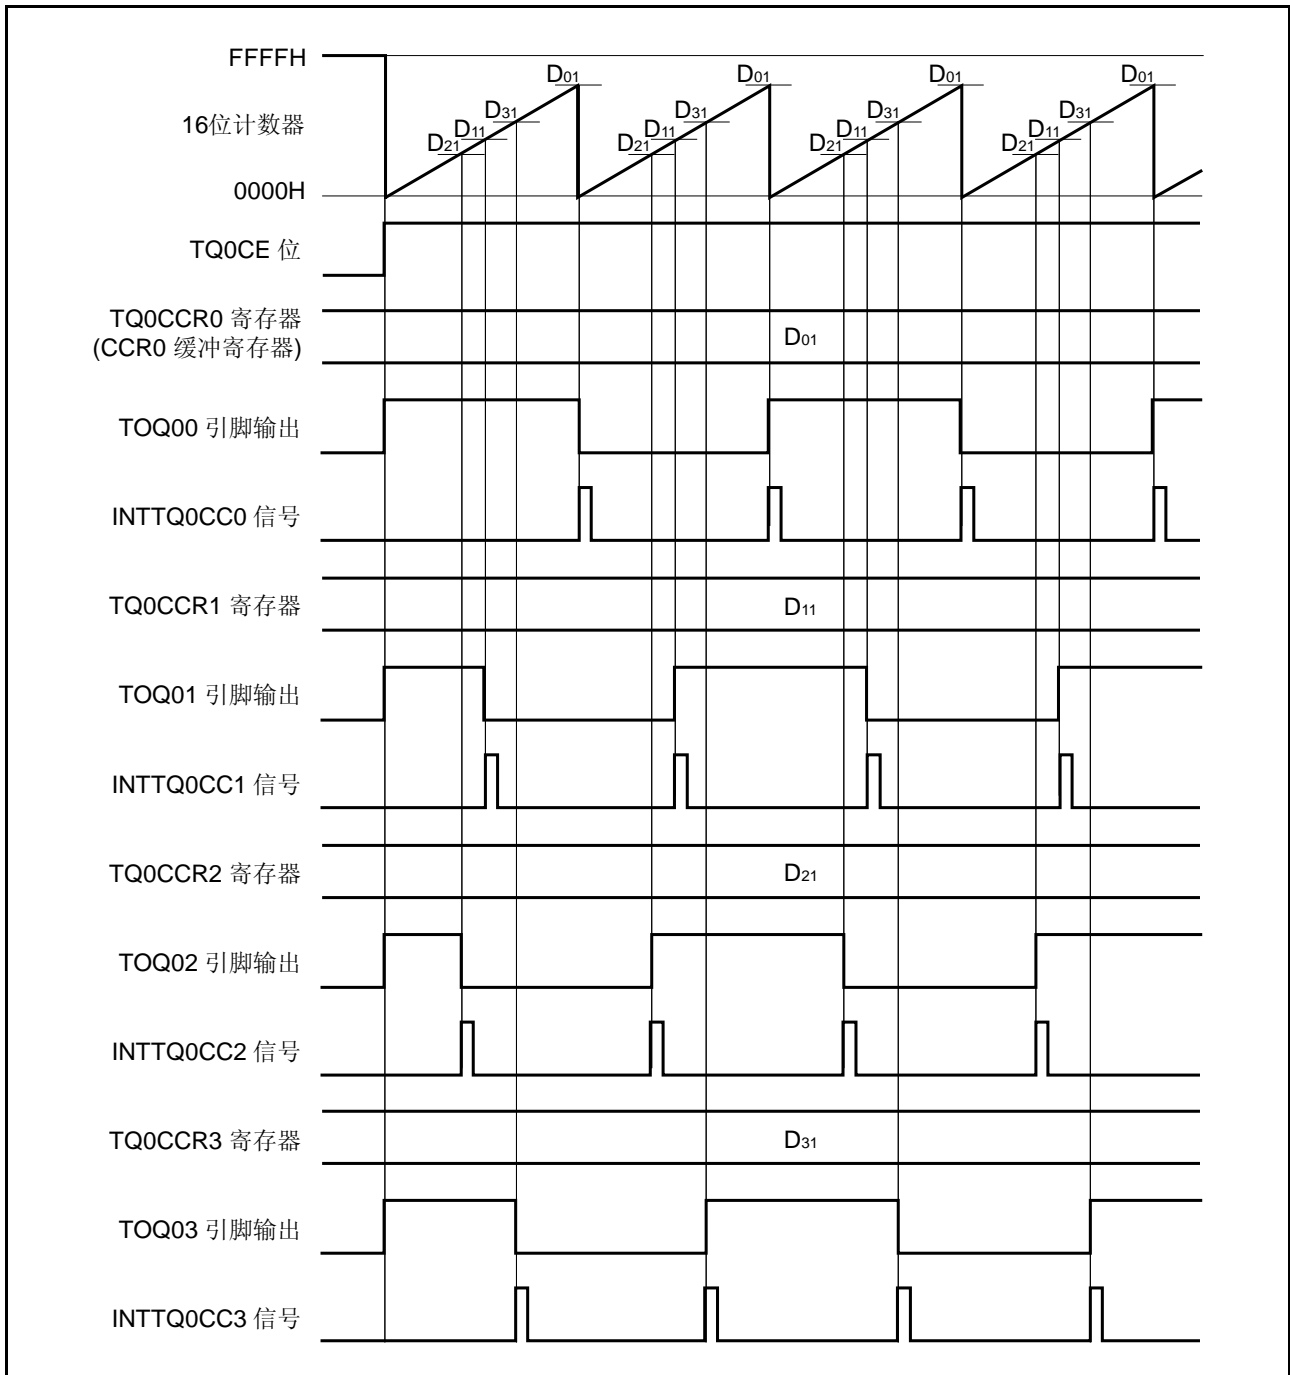 FFFFH
D01 D01 D01 D01
D31 D31 D31 D31
16位计数器
D11 D11 D11 D11
D21 D21 D21 D21
0000H
TQ0CE 位
TQ0CCR0 寄存器
(CCR0 缓冲寄存器)
D01
TOQ00 引脚输出
INTTQ0CC0 信号
TQ0CCR1 寄存器
D11
TOQ01 引脚输出
INTTQ0CC1 信号
TQ0CCR2 寄存器
D21
TOQ02 引脚输出
INTTQ0CC2 信号
TQ0CCR3 寄存器
D31
TOQ03 引脚输出
INTTQ0CC3 信号